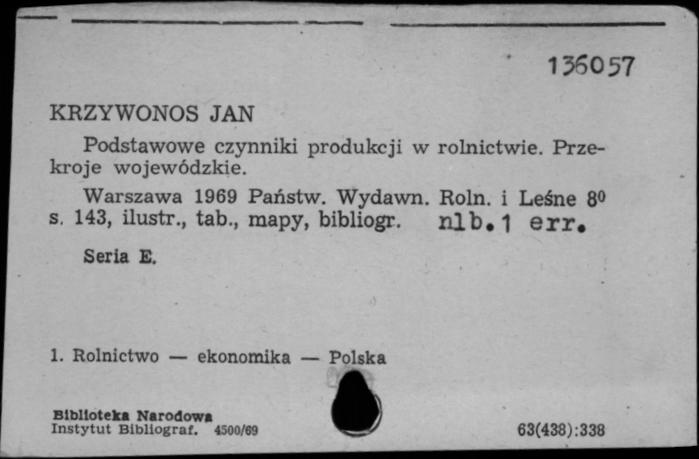 136057
KRZYWONOS JAN
Podstawowe czynniki produkcji w rolnictwie. Prze-
kroje wojewódzkie.
Warszawa 1969 Państw. Wydawn. Roln. i Leśne 8⁰
s. 143, ilustr., tab., mapy, bibliogr. nlb.1 err.
Seria E.
1. Rolnictwo — ekonomika — Polska
Biblioteka Narodowa
Instytut Bibliograf. 4500/69
63(438):338